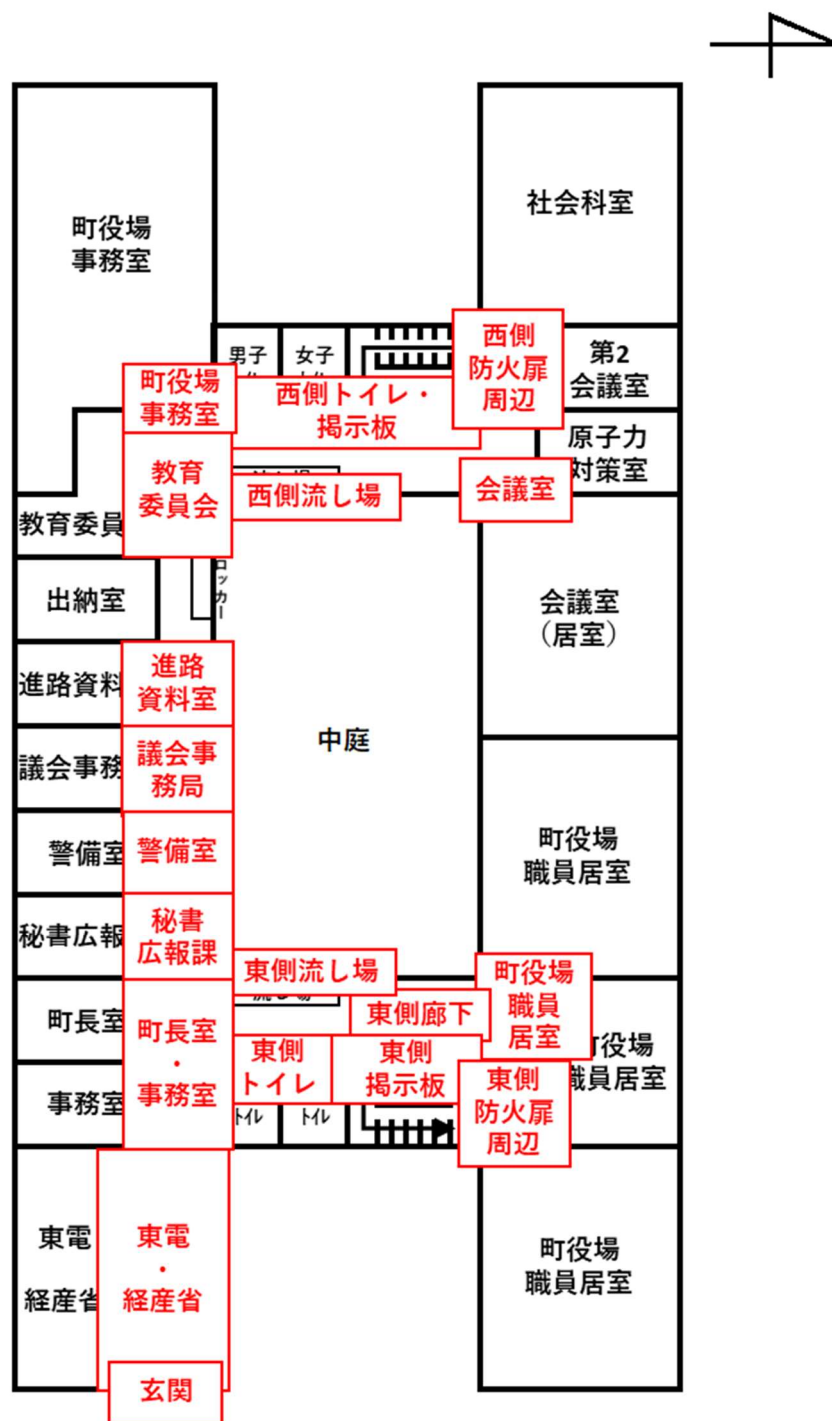 町役場
事務室
社会科室
男子
女子
西側
防火扉
周辺
第2
会議室
町役場
事務室
西側トイレ・
掲示板
原子力
対策室
教育
委員会
教育委員
西側流し場
会議室
出納室
ロッカー
会議室
（居室）
進路資料
進路
資料室
中庭
議会事務
議会事
務局
警備室
警備室
町役場
職員居室
秘書広報
秘書
広報課
東側流し場
町役場
職員
居室
町長室
町長室
・
事務室
東側廊下
事務室
東側
トイレ
東側
掲示板
東側
防火扉
周辺
町役場
職員居室
トイレ
トイレ
東電
経産省
東電
・
経産省
町役場
職員居室
玄関